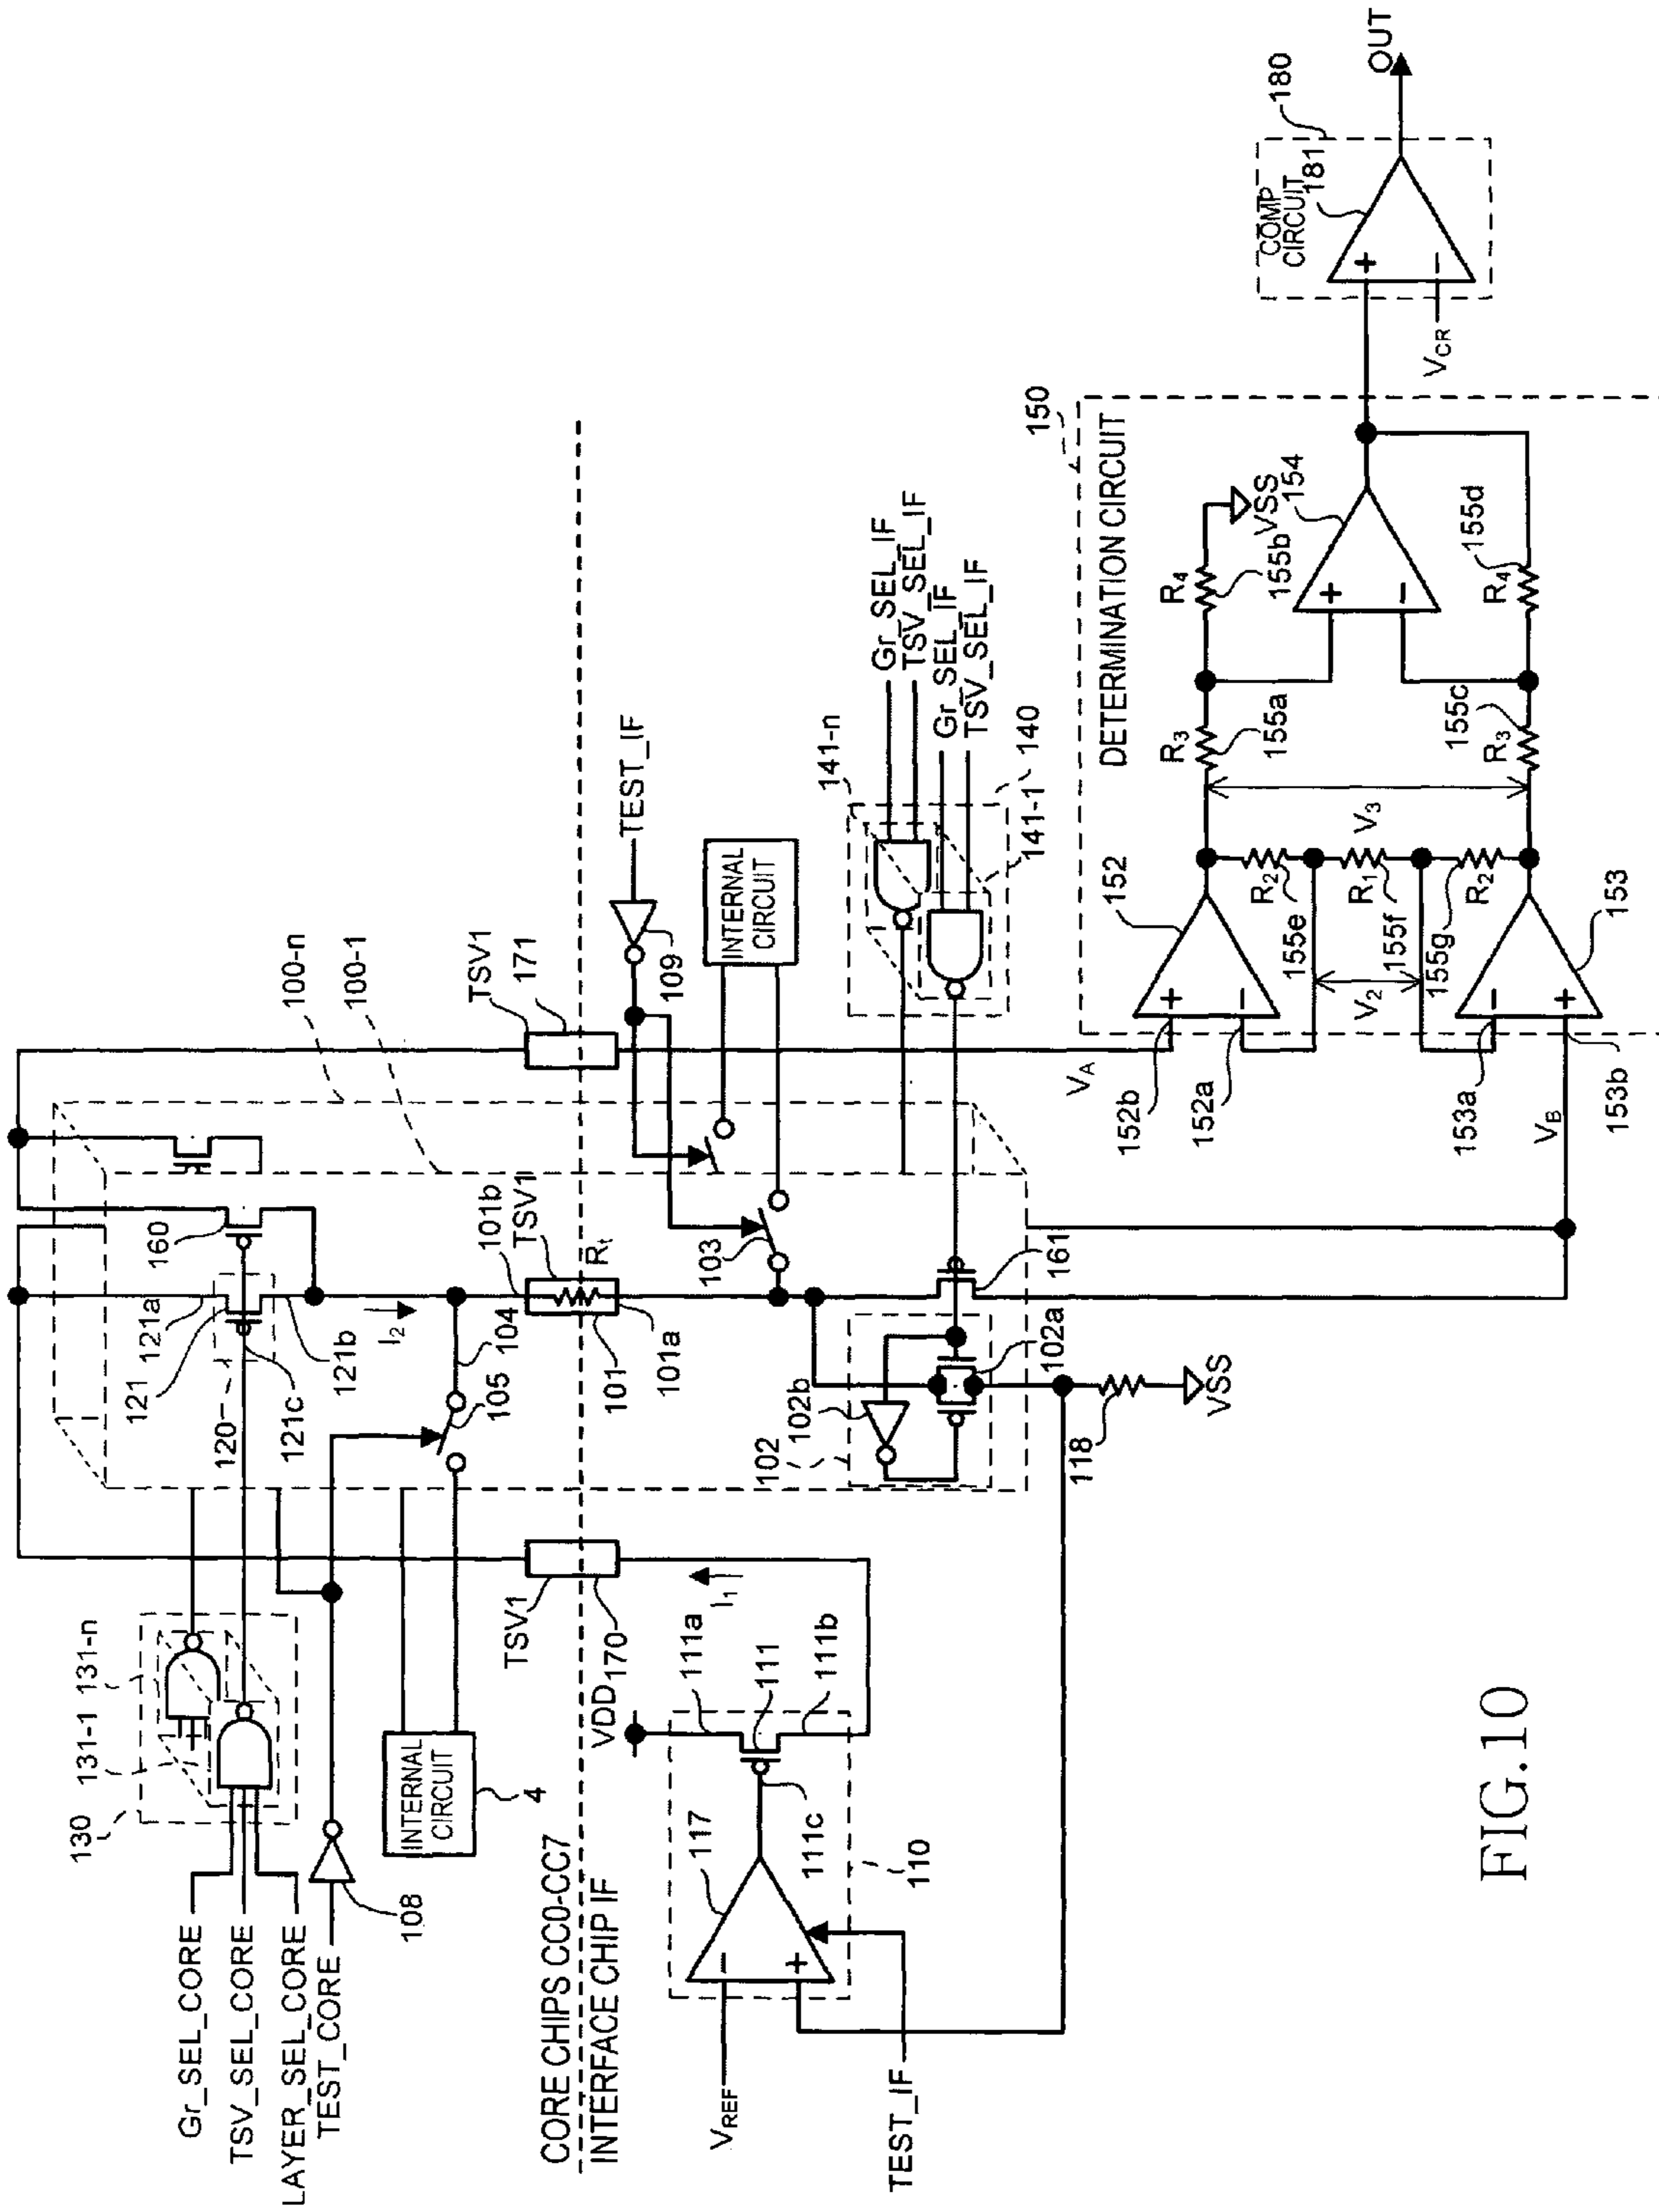 Gr_SEL_CORE
TSV_SEL_CORE
LAYER_SEL_CORE
TEST_CORE
130
131-1
131-n
108
INTERNAL
CIRCUIT
4
120
121
121a
121b
121c
160
I2
104
105
100-n
100-1
CORE CHIPS CC0-CC7
INTERFACE CHIP IF
TSV1
170
101b
TSV1
Rt
101
101a
TSV1
171
TEST_IF
109
INTERNAL
CIRCUIT
103
VDD
111a
111
111b
111c
I1
117
110
VREF
TEST_IF
102
102b
102a
161
118
VSS
141-n
140
141-1
Gr_SEL_IF
TSV_SEL_IF
Gr_SEL_IF
TSV_SEL_IF
VA
152b
152a
153a
VB
153b
150
DETERMINATION CIRCUIT
152
R2
155e
V2
R1
155f
155g
R2
153
V3
R3
155a
R4
155b
VSS
154
155c
R3
R4
155d
+
−
+
−
+
−
−
+
−
+
VCR
COMP
CIRCUIT
181
180
OUT
FIG.10